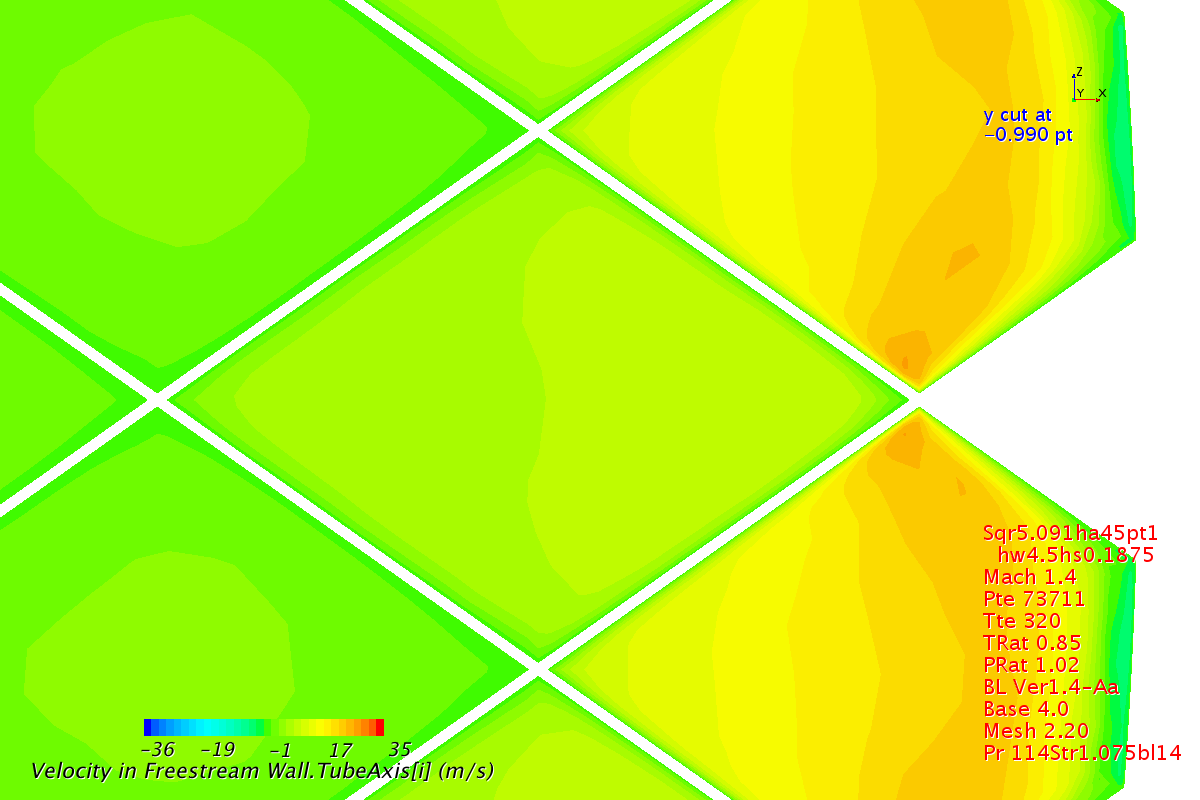 Z
Y X
y cut at
−0.990 pt
Sqr5.091ha45pt1
hw4.5hs0.1875
Mach 1.4
Pte 73711
Tte 320
TRat 0.85
PRat 1.02
BL Ver1.4−Aa
Base 4.0
Mesh 2.20
Pr 114Str1.075bl14
−36 −19 −1 17 35
Velocity in Freestream Wall.TubeAxis[i] (m/s)